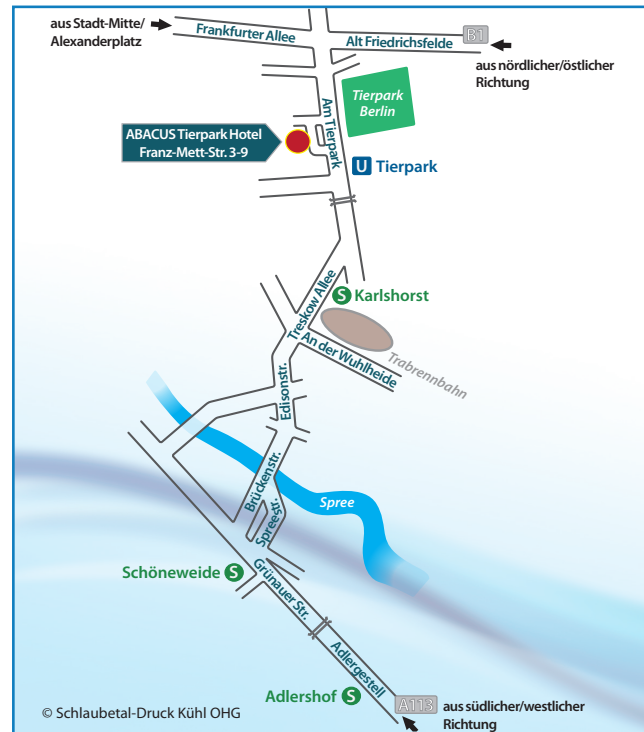 aus Stadt-Mitte/
Alexanderplatz
Frankfurter Allee
Alt Friedrichsfelde
B1
aus nördlicher/östlicher
Richtung
Tierpark
Berlin
Am Tierpark
ABACUS Tierpark Hotel
Franz-Mett-Str. 3-9
U Tierpark
S Karlshorst
Treskow Allee
An der Wuhlheide
Trabrennbahn
Edisonstr.
Brückenstr.
Spreestr.
Spree
Schöneweide S
Grünauer Str.
Adlergestell
Adlershof S
A113
aus südlicher/westlicher
Richtung
© Schlaubetal-Druck Kühl OHG